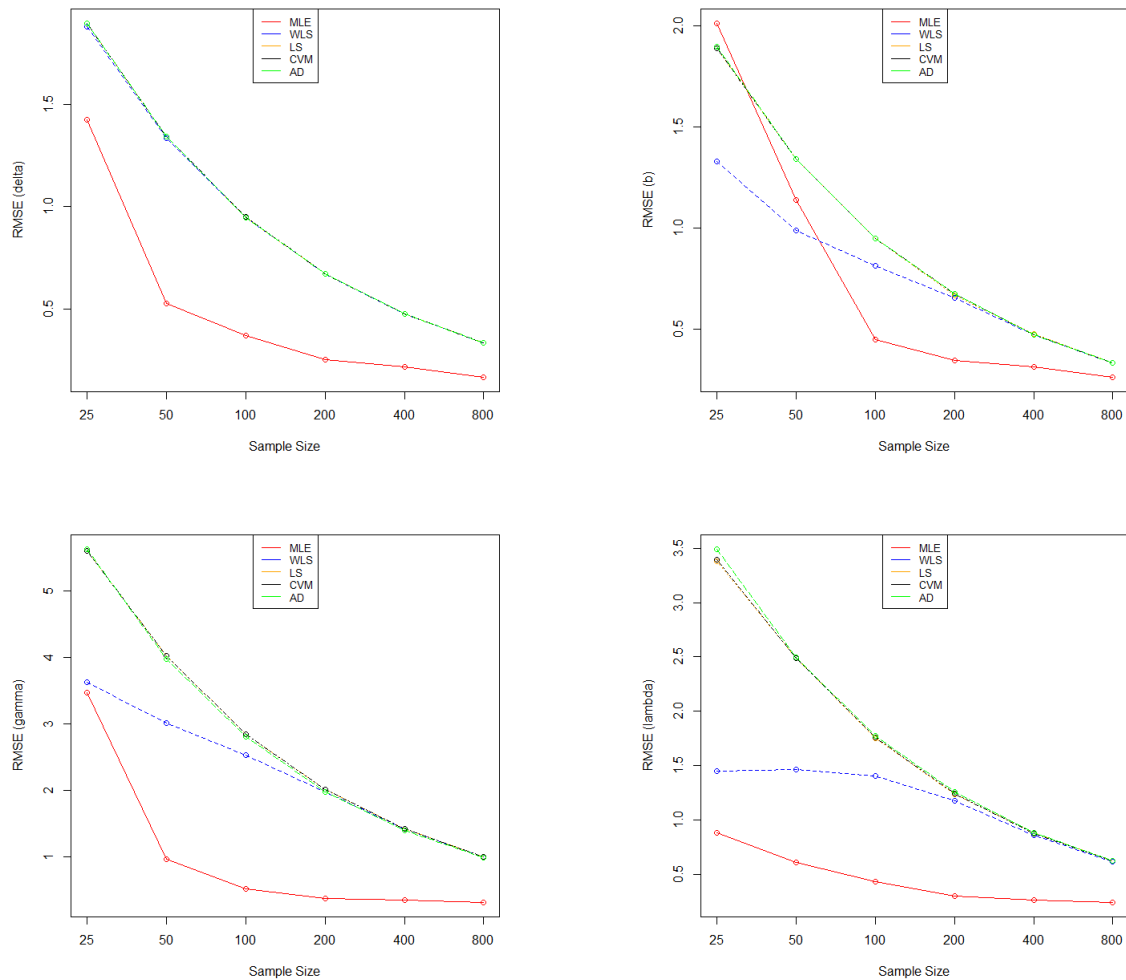 MLE
WLS
LS
CVM
AD
RMSE (delta)
1.5
1.0
0.5
25 50 100 200 400 800
Sample Size
MLE
WLS
LS
CVM
AD
RMSE (b)
2.0
1.5
1.0
0.5
25 50 100 200 400 800
Sample Size
MLE
WLS
LS
CVM
AD
RMSE (gamma)
5
4
3
2
1
25 50 100 200 400 800
Sample Size
MLE
WLS
LS
CVM
AD
RMSE (lambda)
3.5
3.0
2.5
2.0
1.5
1.0
0.5
25 50 100 200 400 800
Sample Size